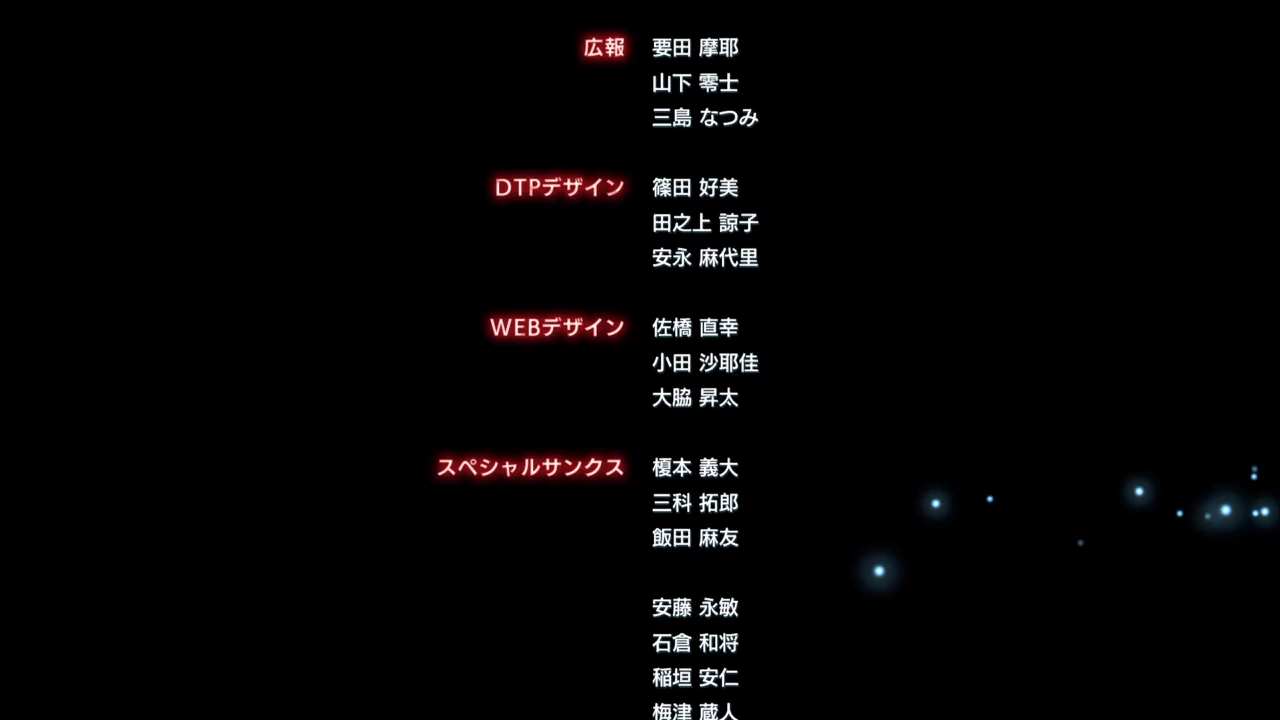 広報 要田 摩耶
山下 零士
三島 なつみ
DTPデザイン 篠田 好美
田之上 諒子
安永 麻代里
WEBデザイン 佐橋 直幸
小田 沙耶佳
大脇 昇太
スペシャルサンクス 榎本 義大
三科 拓郎
飯田 麻友
安藤 永敏
石倉 和将
稲垣 安仁
梅津 蔵人